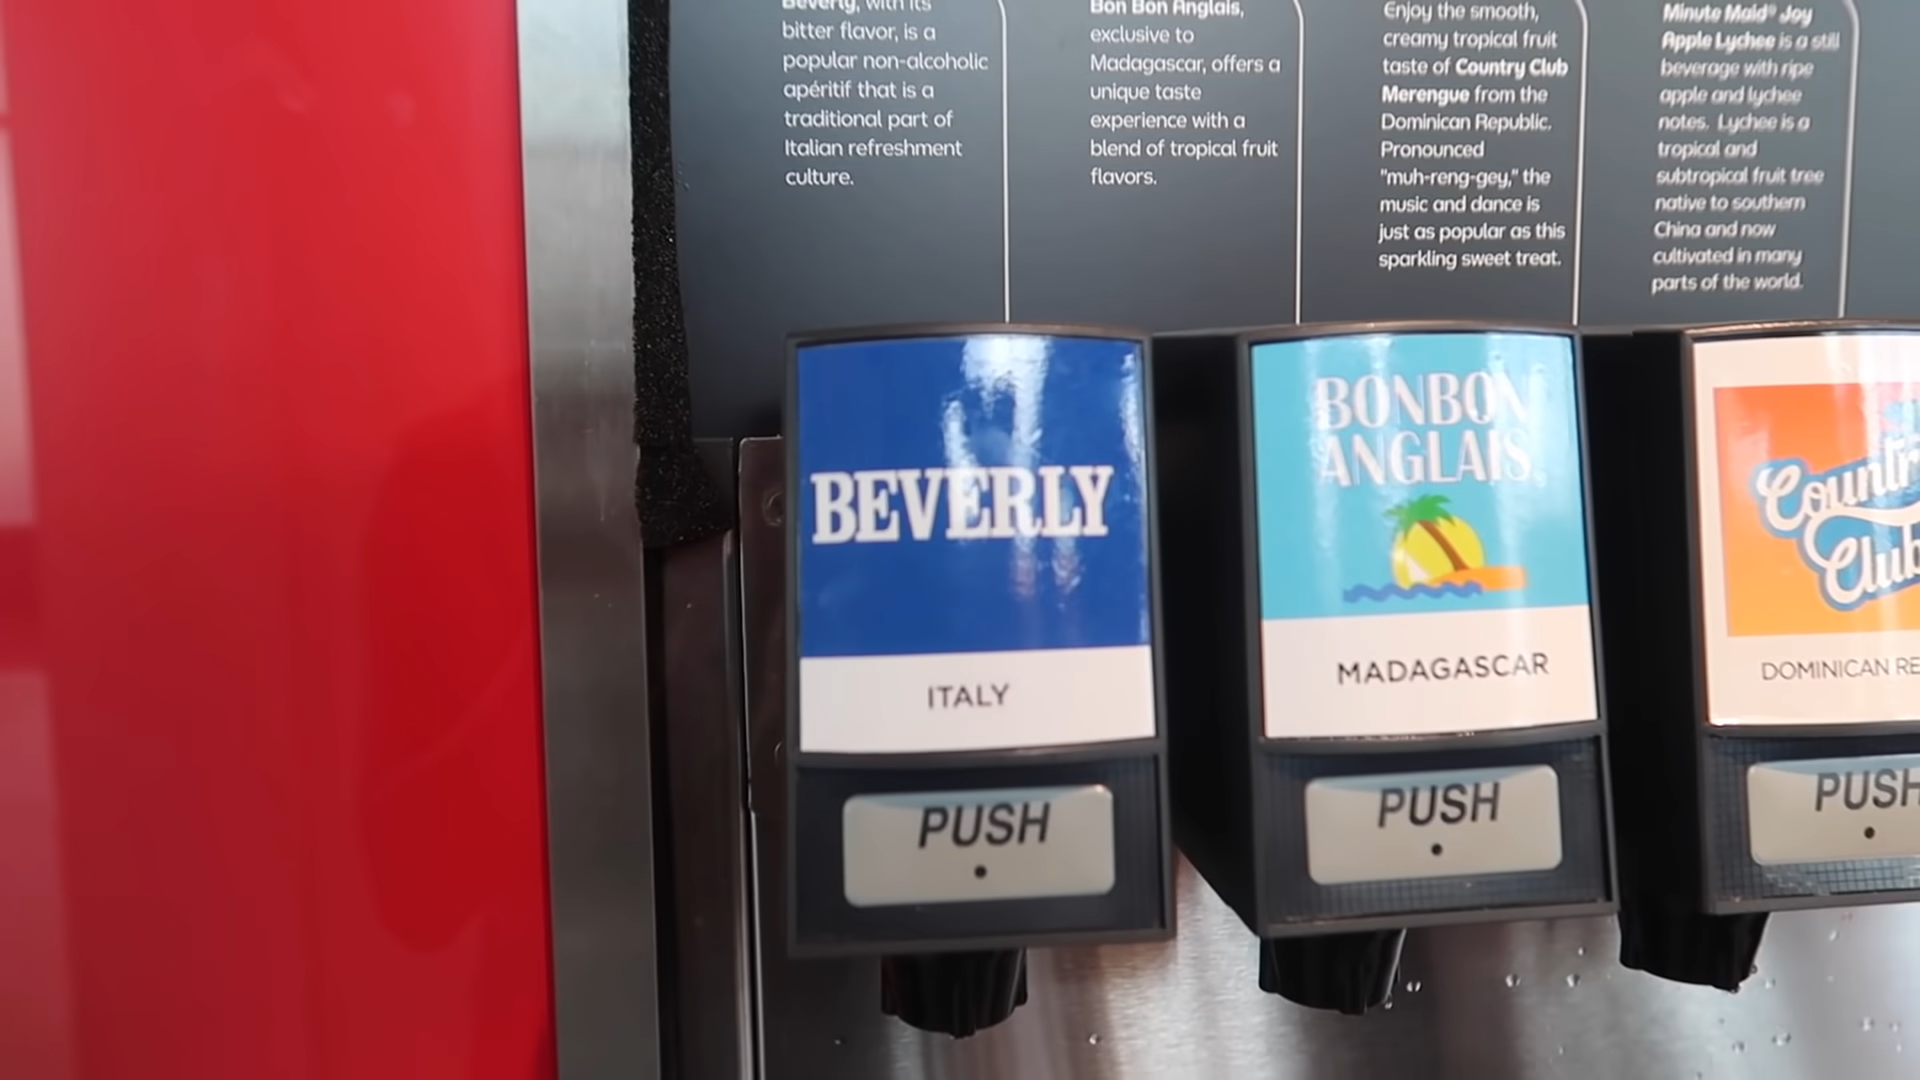 Beverly, with its
bitter flavor, is a
popular non-alcoholic
apéritif that is a
traditional part of
Italian refreshment
culture.
Bon Bon Anglais,
exclusive to
Madagascar, offers a
unique taste
experience with a
blend of tropical fruit
flavors.
Enjoy the smooth,
creamy tropical fruit
taste of Country Club
Merengue from the
Dominican Republic.
Pronounced
"muh-reng-gey," the
music and dance is
just as popular as this
sparkling sweet treat.
Minute Maid® Joy
Apple Lychee is a still
beverage with ripe
apple and lychee
notes. Lychee is a
tropical and
subtropical fruit tree
native to southern
China and now
cultivated in many
parts of the world.
BEVERLY
ITALY
PUSH
BONBON
ANGLAIS
MADAGASCAR
PUSH
Countr
Club
DOMINICAN RE
PUSH